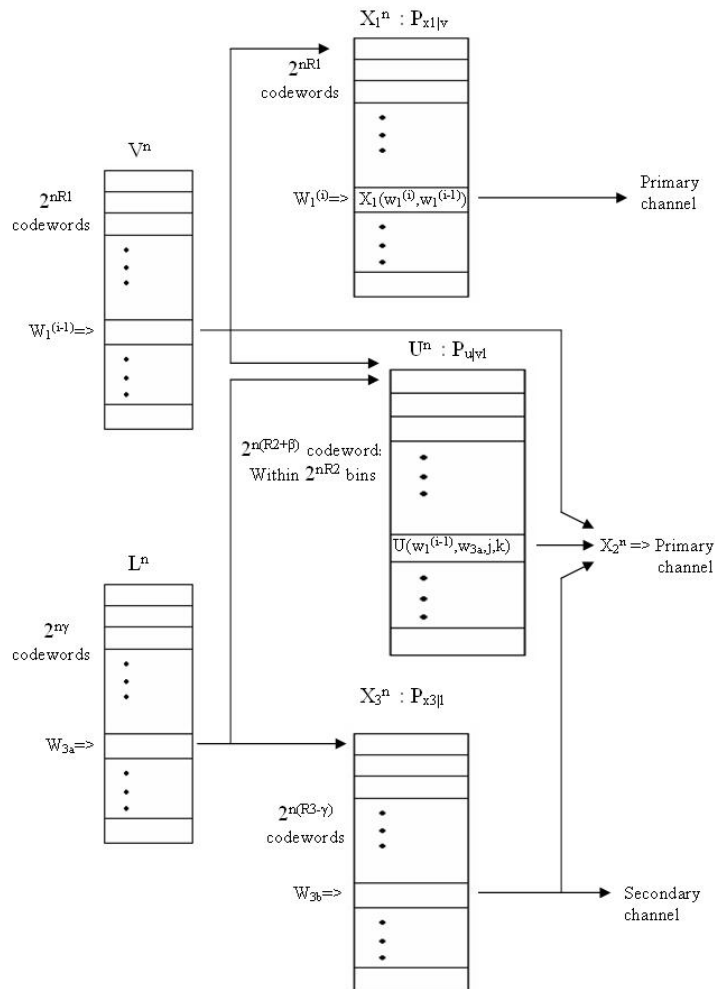 X₁ⁿ : Pₓ₁|ᵥ
2ⁿᴿ¹
codewords
Vⁿ
2ⁿᴿ¹
codewords
W₁⁽ⁱ⁾=> X₁(w₁⁽ⁱ⁾,w₁⁽ⁱ⁻¹⁾)
Primary
channel
W₁⁽ⁱ⁻¹⁾=>
Uⁿ : Pᵤ|ᵥ₁
2ⁿ⁽ᴿ²⁺ᵝ⁾ codeword:
Within 2ⁿᴿ² bins
U(w₁⁽ⁱ⁻¹⁾,w₃ₐ,j,k)
X₂ⁿ => Primary
channel
Lⁿ
2ⁿᵞ
codewords
W₃ₐ=>
X₃ⁿ : Pₓ₃|₁
2ⁿ⁽ᴿ³⁻ᵞ⁾
codewords
W₃b=>
Secondary
channel